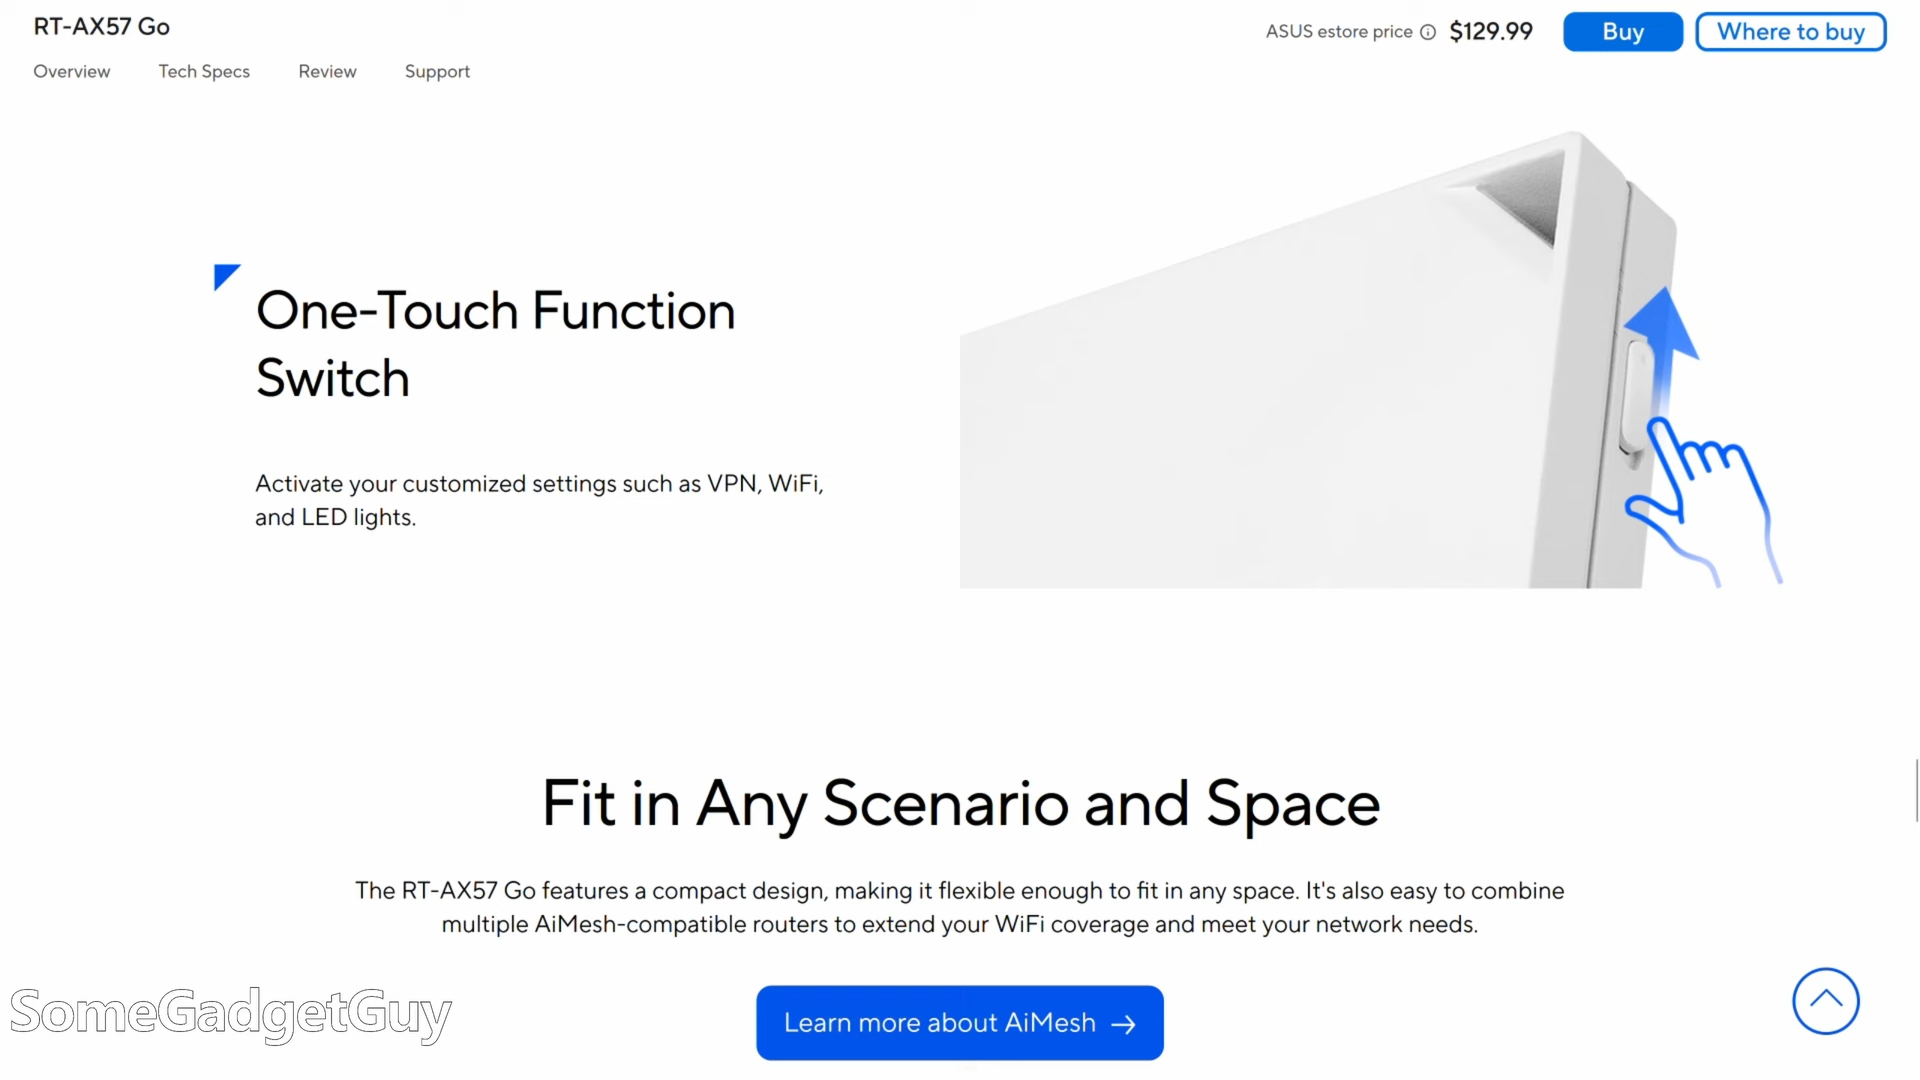 RT-AX57 Go
ASUS estore price $129.99
Buy
Where to buy
Overview
Tech Specs
Review
Support
One-Touch Function
Switch
Activate your customized settings such as VPN, WiFi,
and LED lights.
Fit in Any Scenario and Space
The RT-AX57 Go features a compact design, making it flexible enough to fit in any space. It's also easy to combine
multiple AiMesh-compatible routers to extend your WiFi coverage and meet your network needs.
Learn more about AiMesh →
SomeGadgetGuy